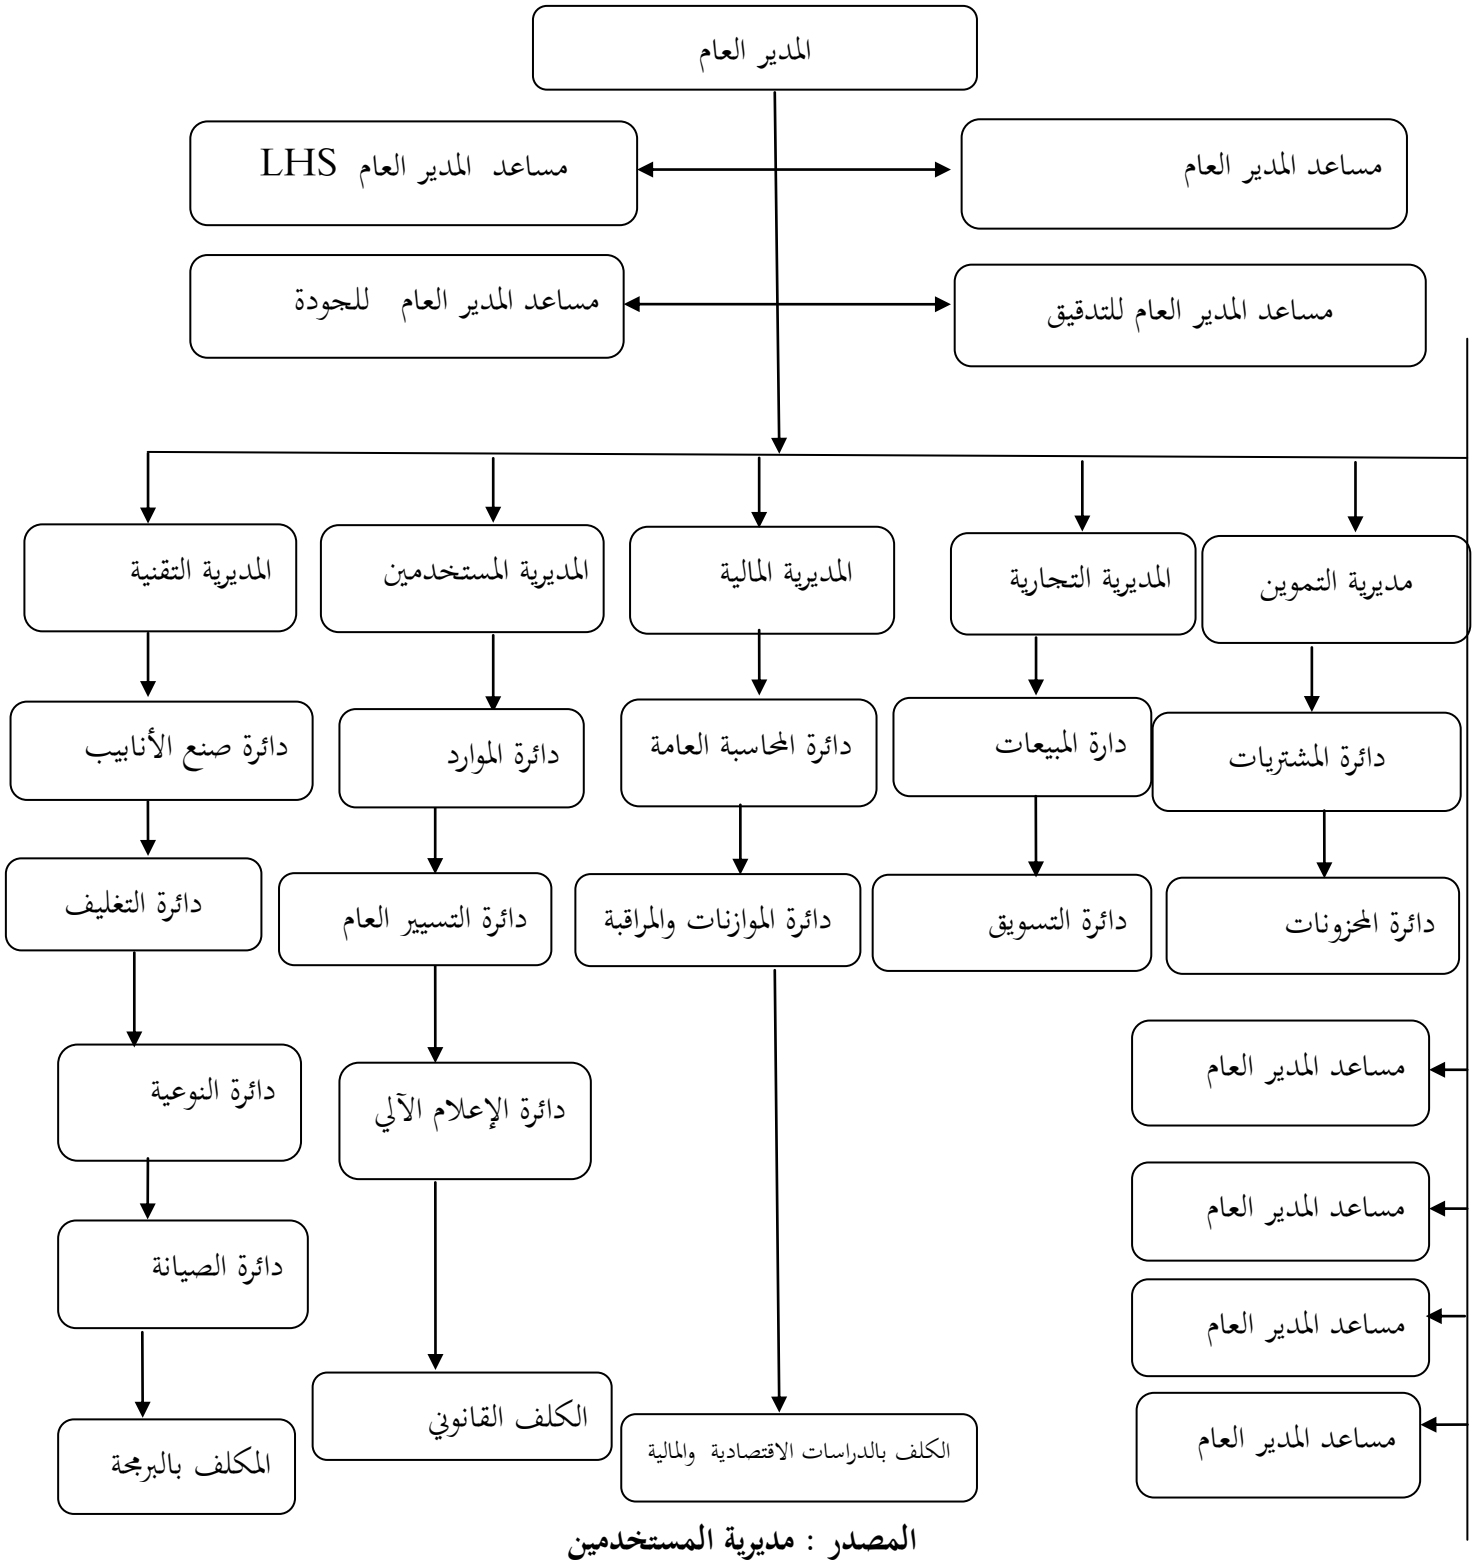 المدير العام
مساعد المدير العام
مساعد المدير العام LHS
مساعد المدير العام للتدقيق
مساعد المدير العام للجودة
مديرية التموين
المديرية التجارية
المديرية المالية
المديرية المستخدمين
المديرية التقنية
دائرة المشتريات
دارة المبيعات
دائرة المحاسبة العامة
دائرة الموارد
دائرة صنع الأنابيب
دائرة المخزونات
دائرة التسويق
دائرة الموازنات والمراقبة
دائرة التسيير العام
دائرة التغليف
مساعد المدير العام
دائرة الإعلام الآلي
دائرة النوعية
مساعد المدير العام
دائرة الصيانة
مساعد المدير العام
مساعد المدير العام
الكلف بالدراسات الاقتصادية والمالية
الكلف القانوني
المكلف بالبرمجة
المصدر : مديرية المستخدمين